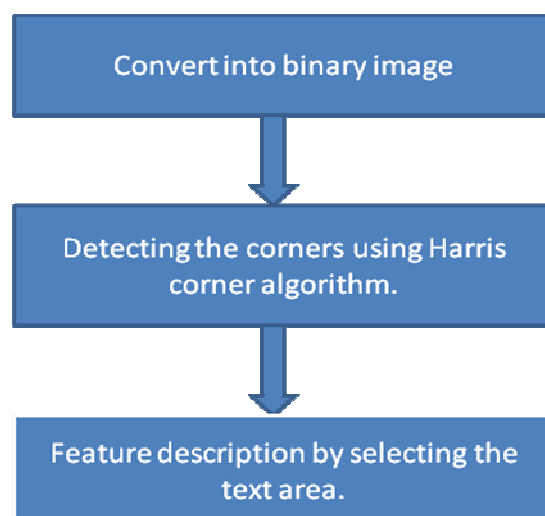 Convert into binary image
Detecting the corners using Harris
corner algorithm.
Feature description by selecting the
text area.